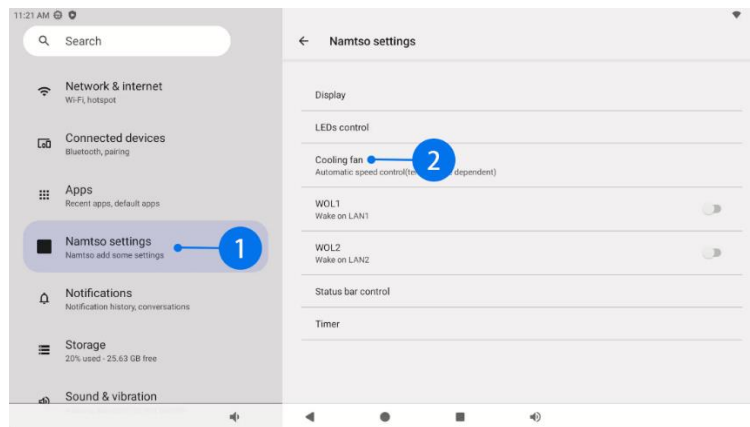 11:21 AM
Search
Network & internet
Wi-Fi, hotspot
Connected devices
Bluetooth, pairing
Apps
Recent apps, default apps
Namtso settings
Namtso add some settings
1
Notifications
Notification history, conversations
Storage
20% used - 25.63 GB free
Sound & vibration
Namtso settings
Display
LEDs control
Cooling fan
2
Automatic speed control(te dependent)
WOL1
Wake on LAN1
WOL2
Wake on LAN2
Status bar control
Timer